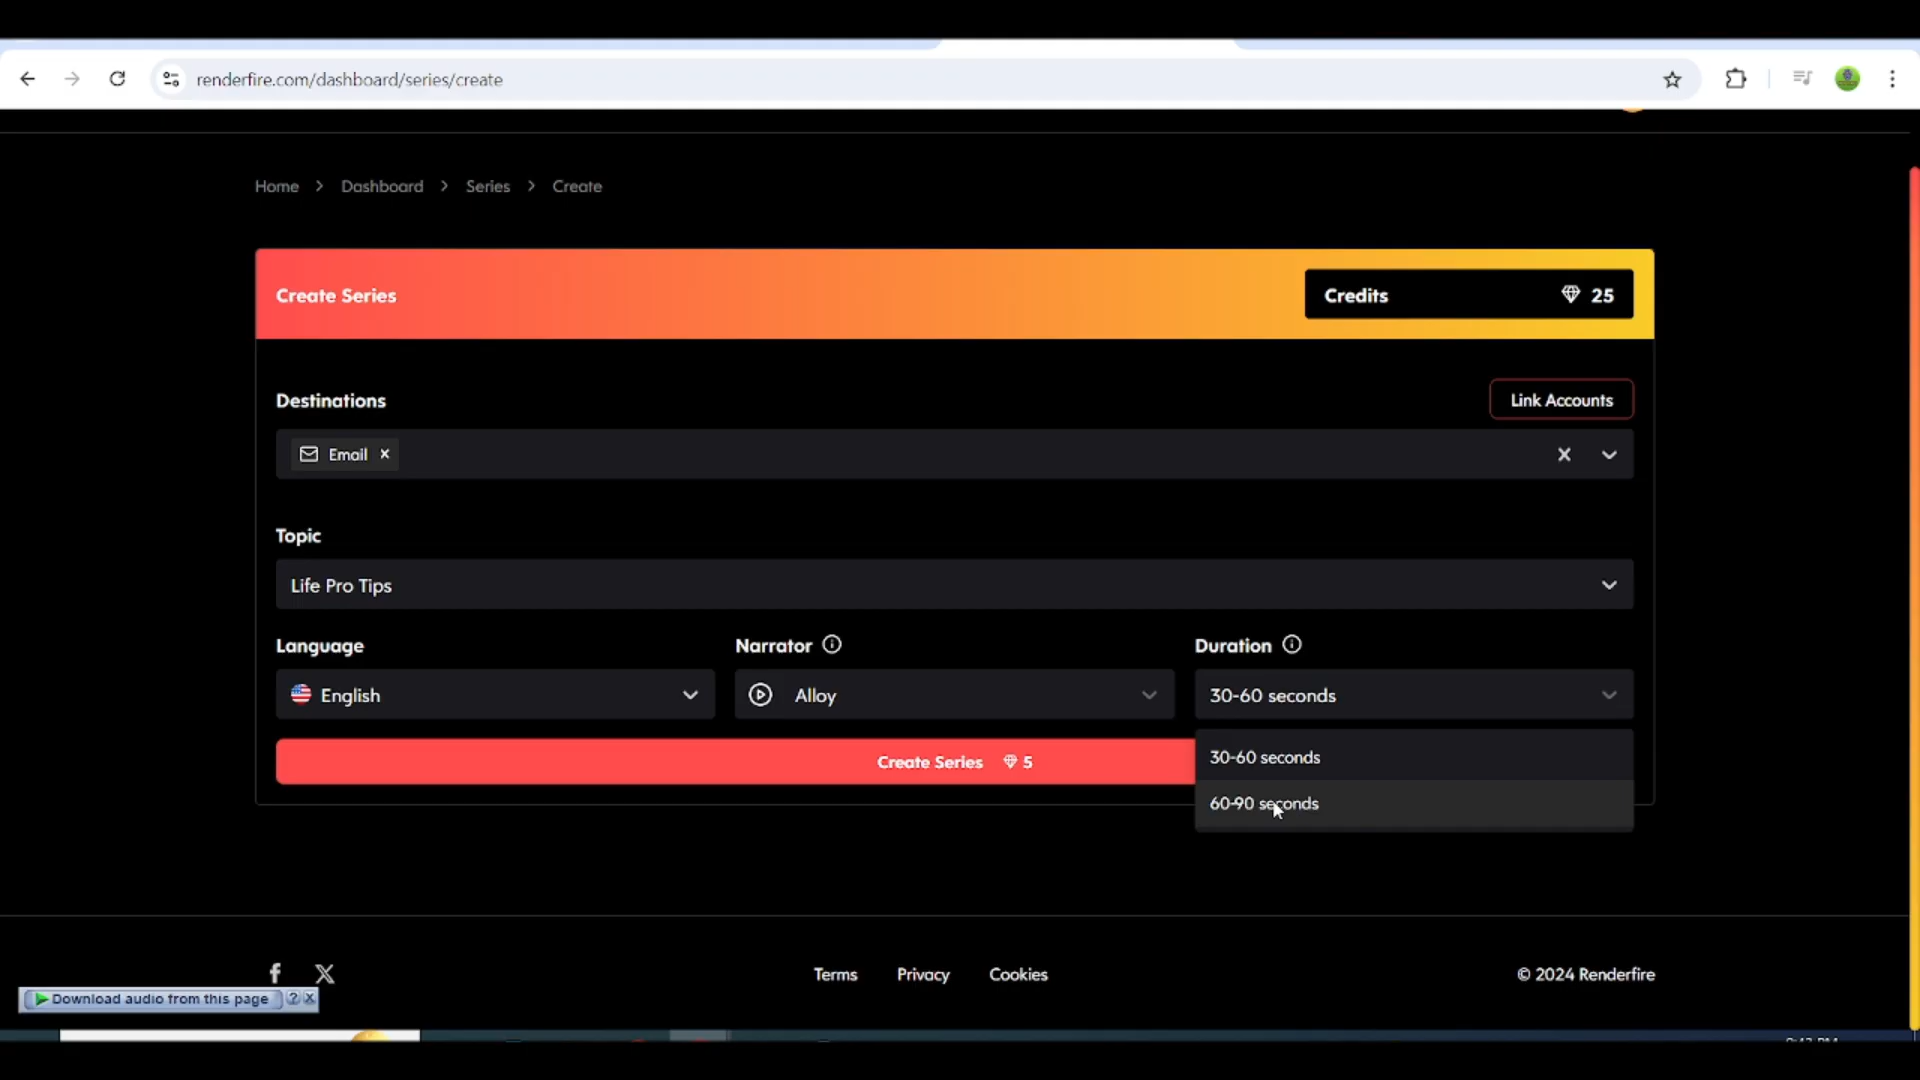 renderfire.com/dashboard/series/create
Home > Dashboard > Series > Create
Create Series
Credits 25
Destinations
Link Accounts
Email ×
Topic
Life Pro Tips
Language
Narrator
Duration
English
Alloy
30-60 seconds
Create Series 5
30-60 seconds
60-90 seconds
Terms
Privacy
Cookies
© 2024 Renderfire
Download audio from this page